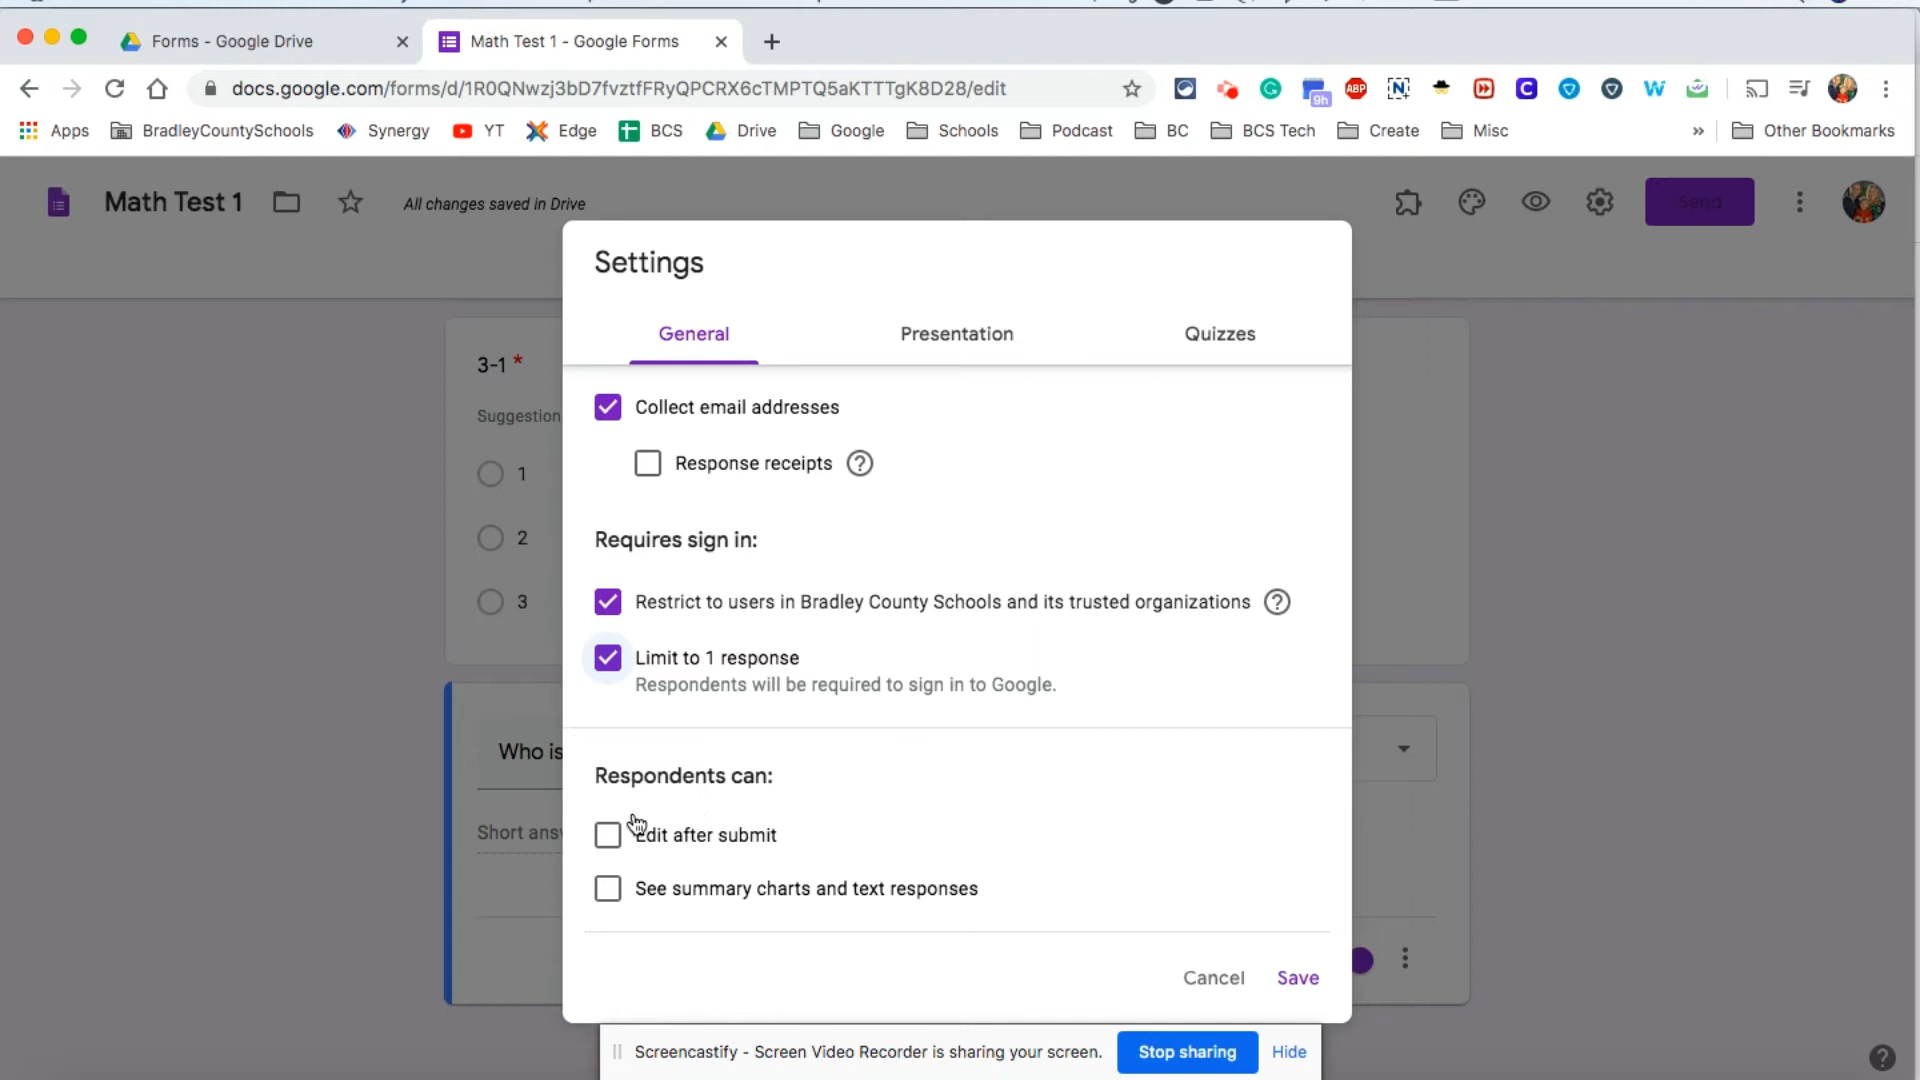 Forms - Google Drive
Math Test 1 - Google Forms
docs.google.com/forms/d/1R0QNwzj3bD7fvztfFRyQPCRX6cTMPTQ5aKTTTgK8D28/edit
ABP
N
9h
C
W
Apps
BradleyCountySchools
Synergy
YT
Edge
BCS
Drive
Google
Schools
Podcast
BC
BCS Tech
Create
Misc
»
Other Bookmarks
Math Test 1
All changes saved in Drive
Send
Settings
General
Presentation
Quizzes
3-1 *
Suggestion
1
2
3
Collect email addresses
Response receipts
Requires sign in:
Restrict to users in Bradley County Schools and its trusted organizations
Limit to 1 response
Respondents will be required to sign in to Google.
Who is
Short ans
Respondents can:
Edit after submit
See summary charts and text responses
Cancel
Save
Screencastify - Screen Video Recorder is sharing your screen.
Stop sharing
Hide